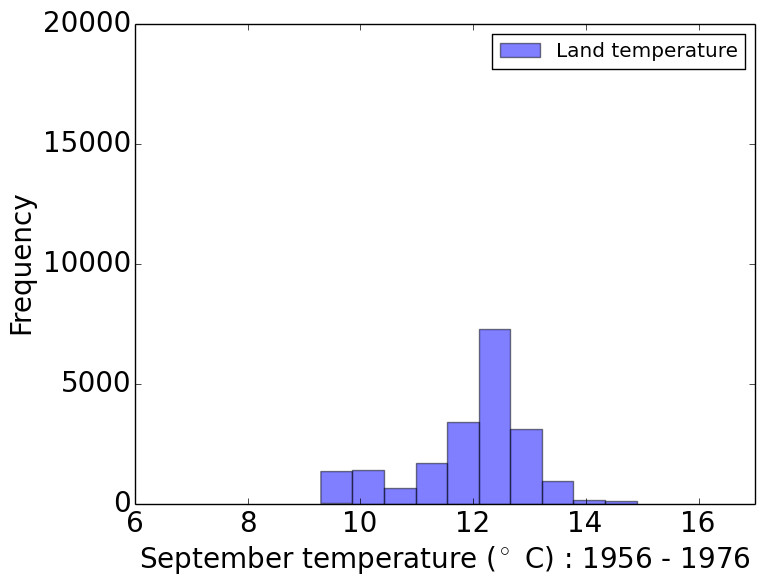 20000
Land temperature
15000
Frequency
10000
5000
0
6 8 10 12 14 16
September temperature (° C) : 1956 - 1976